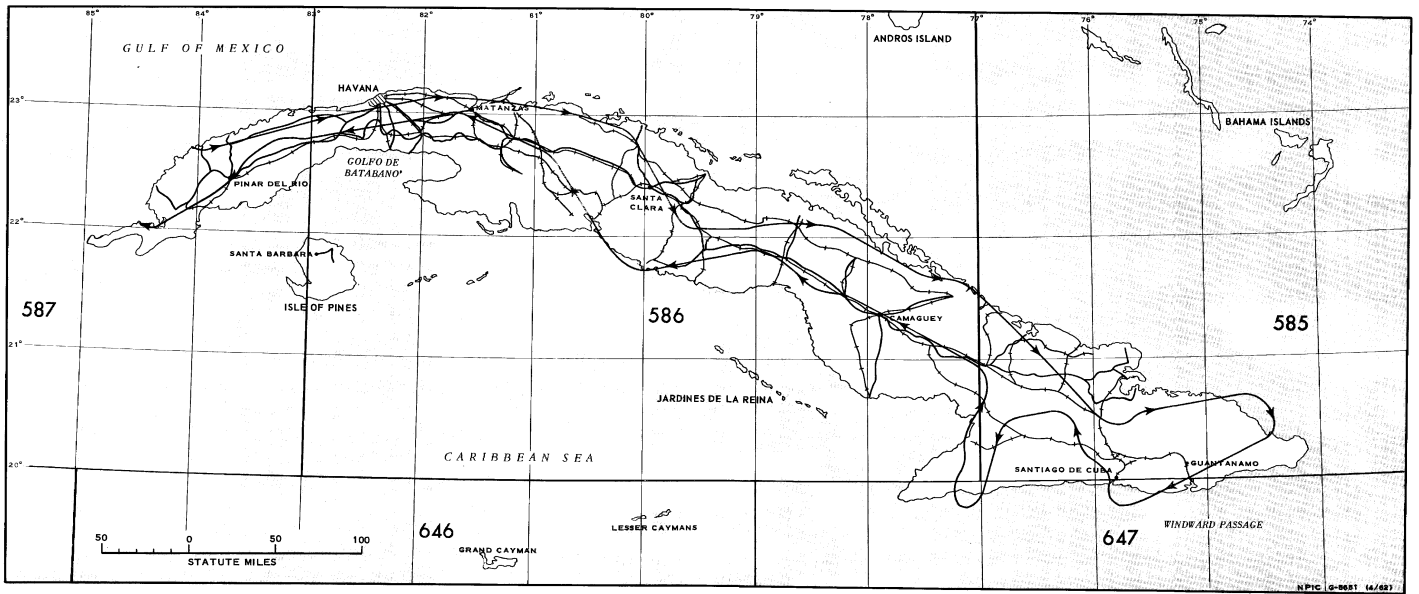 85° 84° 83° 82° 81° 80° 79° 78° 77° 76° 75° 74°
GULF OF MEXICO
ANDROS ISLAND
HAVANA
23°
MATANZAS
BAHAMA ISLANDS
GOLFO DE
BATABANO'
PINAR DEL RIO
SANTA
CLARA
22°
SANTA BARBARA
ISLE OF PINES
587
586
585
CAMAGUEY
21°
JARDINES DE LA REINA
CARIBBEAN SEA
20°
SANTIAGO DE CUBA
GUANTANAMO
646
LESSER CAYMANS
647
WINDWARD PASSAGE
50 0 50 100
STATUTE MILES
GRAND CAYMAN
NPIC G-8651 (4/62)